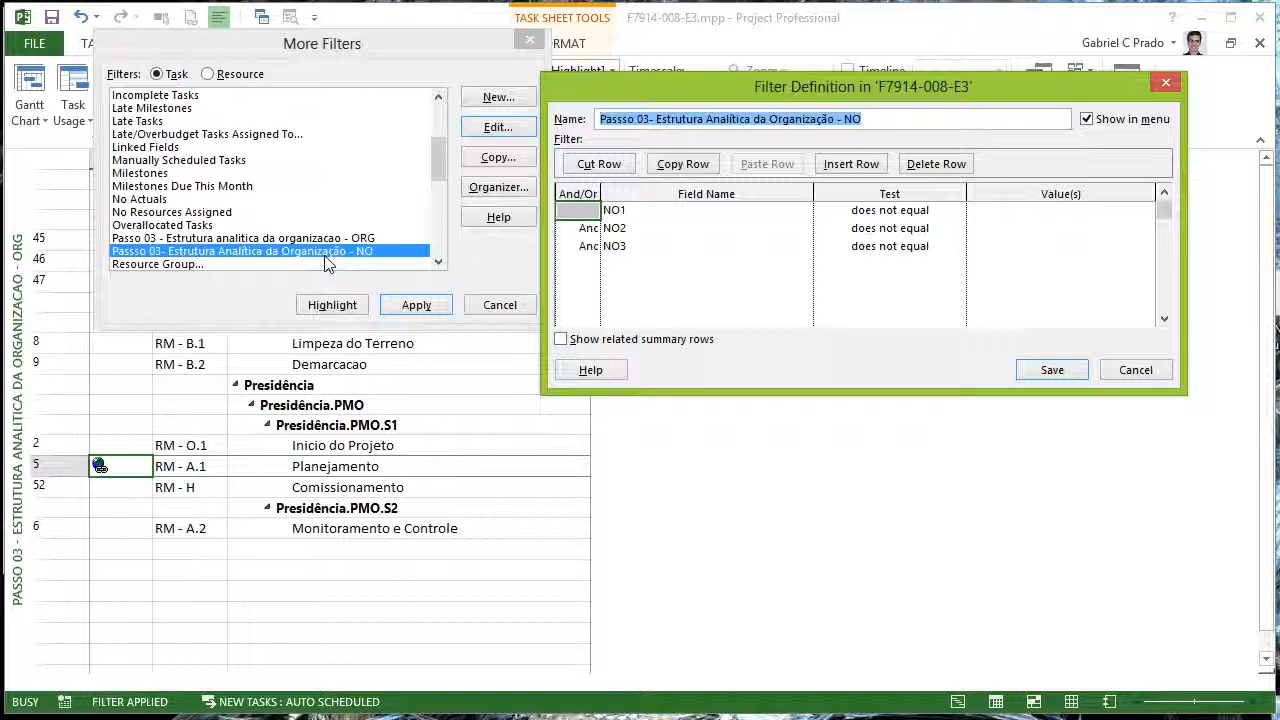 TASK SHEET TOOLS
F7914-008-E3.mpp - Project Professional
FILE
TA
RMAT
Gabriel C Prado
Gantt
Chart
Task
Usage
Highlight]
Timescale
Zoom
Timeline
More Filters
Filters:
Task
Resource
Incomplete Tasks
Late Milestones
Late Tasks
Late/Overbudget Tasks Assigned To...
Linked Fields
Manually Scheduled Tasks
Milestones
Milestones Due This Month
No Actuals
No Resources Assigned
Overallocated Tasks
Passo 03 - Estrutura analitica da organizacao - ORG
Passso 03- Estrutura Analítica da Organização - NO
Resource Group...
New...
Edit...
Copy...
Organizer...
Help
Highlight
Apply
Cancel
Filter Definition in 'F7914-008-E3'
Name:
Passso 03- Estrutura Analítica da Organização - NO
Show in menu
Filter:
Cut Row
Copy Row
Paste Row
Insert Row
Delete Row
And/Or
Field Name
Test
Value(s)
NO1
does not equal
Anc
NO2
does not equal
Anc
NO3
does not equal
Show related summary rows
Help
Save
Cancel
PASSO 03 - ESTRUTURA ANALITICA DA ORGANIZACAO - ORG
45
46
47
8
RM - B.1
Limpeza do Terreno
9
RM - B.2
Demarcacao
Presidência
Presidência.PMO
Presidência.PMO.S1
2
RM - O.1
Inicio do Projeto
5
RM - A.1
Planejamento
52
RM - H
Comissionamento
Presidência.PMO.S2
6
RM - A.2
Monitoramento e Controle
BUSY
FILTER APPLIED
NEW TASKS : AUTO SCHEDULED